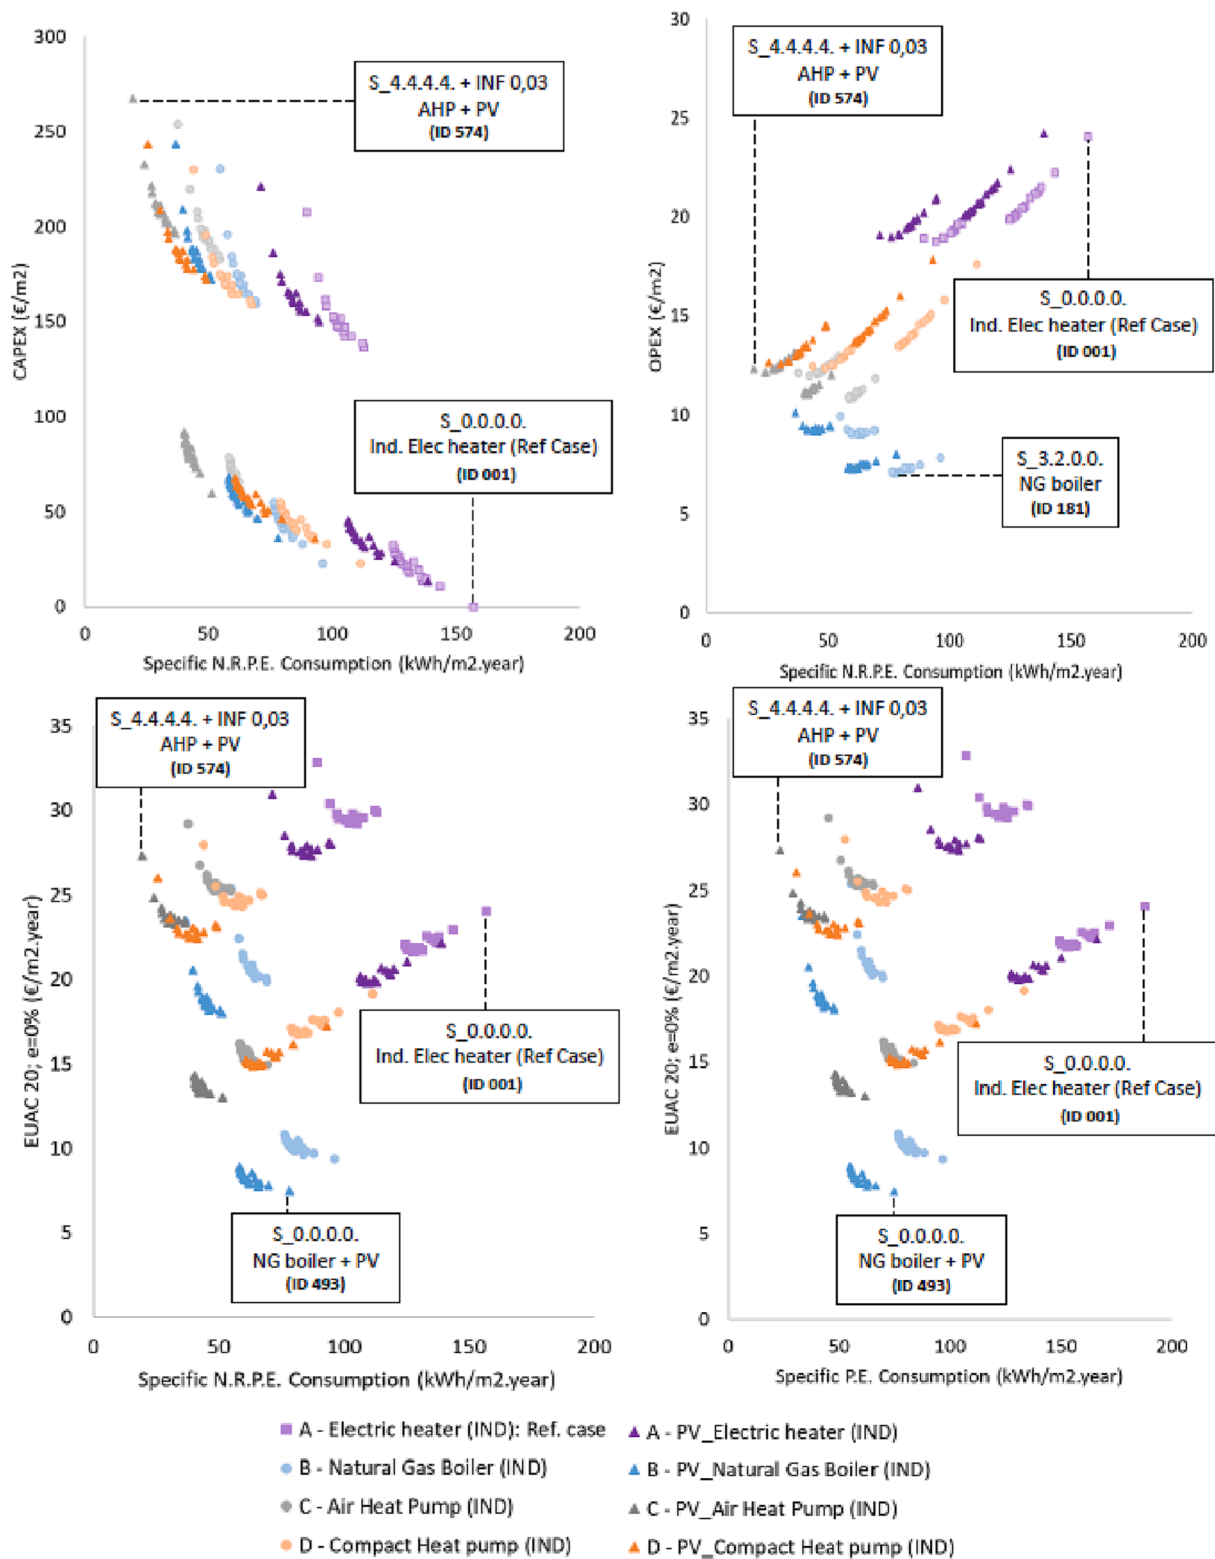 300
250
200
150
100
50
0
CAPEX (€/m2)
S_4.4.4.4. + INF 0,03
AHP + PV
(ID 574)
S_0.0.0.0.
Ind. Elec heater (Ref Case)
(ID 001)
0 50 100 150 200
Specific N.R.P.E. Consumption (kWh/m2.year)
30
25
20
15
10
5
0
OPEX (€/m2)
S_4.4.4.4. + INF 0,03
AHP + PV
(ID 574)
S_0.0.0.0.
Ind. Elec heater (Ref Case)
(ID 001)
S_3.2.0.0.
NG boiler
(ID 181)
0 50 100 150 200
Specific N.R.P.E. Consumption (kWh/m2.year)
35
30
25
20
15
10
5
0
EUAC 20; e=0% (€/m2.year)
S_4.4.4.4. + INF 0,03
AHP + PV
(ID 574)
S_0.0.0.0.
Ind. Elec heater (Ref Case)
(ID 001)
S_0.0.0.0.
NG boiler + PV
(ID 493)
0 50 100 150 200
Specific N.R.P.E. Consumption (kWh/m2.year)
35
30
25
20
15
10
5
0
EUAC 20; e=0% (€/m2.year)
S_4.4.4.4. + INF 0,03
AHP + PV
(ID 574)
S_0.0.0.0.
Ind. Elec heater (Ref Case)
(ID 001)
S_0.0.0.0.
NG boiler + PV
(ID 493)
0 50 100 150 200
Specific P.E. Consumption (kWh/m2.year)
A - Electric heater (IND): Ref. case
A - PV_Electric heater (IND)
B - Natural Gas Boiler (IND)
B - PV_Natural Gas Boiler (IND)
C - Air Heat Pump (IND)
C - PV_Air Heat Pump (IND)
D - Compact Heat pump (IND)
D - PV_Compact Heat pump (IND)